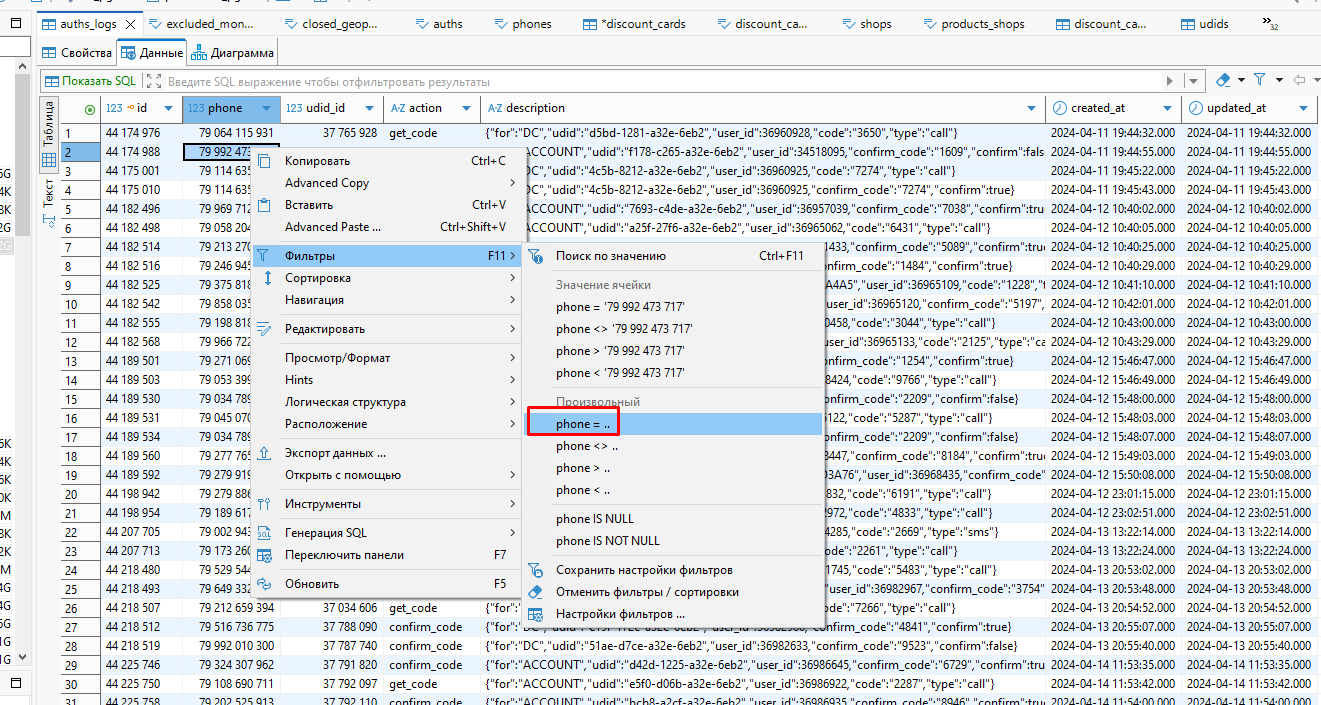 auths_logs excluded_mon... closed_geop... auths phones *discount_cards discount_ca... shops products_shops discount_ca... udids 32
Свойства Данные Диаграмма
Показать SQL Введите SQL выражение чтобы отфильтровать результаты
Таблица
Текст
123 id 123 phone 123 udid_id A-Z action A-Z description created_at updated_at
1 44 174 976 79 064 115 931 37 765 928 get_code {"for":"DC","udid":"d5bd-1281-a32e-6eb2","user_id":36960928,"code":"3650","type":"call"} 2024-04-11 19:44:32.000 2024-04-11 19:44:32.000
2 44 174 988 79 992 473 ACCOUNT","udid":"f178-c265-a32e-6eb2","user_id":34518095,"confirm_code":"1609","confirm":fals 2024-04-11 19:44:55.000 2024-04-11 19:44:55.000
3 44 175 001 79 114 635 DC","udid":"4c5b-8212-a32e-6eb2","user_id":36960925,"code":"7274","type":"call"} 2024-04-11 19:45:22.000 2024-04-11 19:45:22.000
4 44 175 010 79 114 635 DC","udid":"4c5b-8212-a32e-6eb2","user_id":36960925,"confirm_code":"7274","confirm":true} 2024-04-11 19:45:43.000 2024-04-11 19:45:43.000
5 44 182 496 79 969 712 ACCOUNT","udid":"7693-c4de-a32e-6eb2","user_id":36957039,"confirm_code":"7038","confirm":tru 2024-04-12 10:40:02.000 2024-04-12 10:40:02.000
6 44 182 498 79 058 204 ACCOUNT","udid":"a25f-27f6-a32e-6eb2","user_id":36965062,"code":"6431","type":"call"} 2024-04-12 10:40:05.000 2024-04-12 10:40:05.000
7 44 182 514 79 213 270 1433,"confirm_code":"5089","confirm":true} 2024-04-12 10:40:25.000 2024-04-12 10:40:25.000
8 44 182 516 79 246 945 "confirm_code":"1484","confirm":true} 2024-04-12 10:40:25.000 2024-04-12 10:40:25.000
9 44 182 525 79 375 818 A4A5","user_id":36965109,"code":"1228","t 2024-04-12 10:41:10.000 2024-04-12 10:41:10.000
10 44 182 542 79 858 035 user_id":36965120,"confirm_code":"5197", 2024-04-12 10:42:01.000 2024-04-12 10:42:01.000
11 44 182 555 79 198 818 0458,"code":"3044","type":"call"} 2024-04-12 10:43:00.000 2024-04-12 10:43:00.000
12 44 182 568 79 966 722 user_id":36965133,"code":"2125","type":"ca 2024-04-12 10:43:00.000 2024-04-12 10:43:00.000
13 44 189 501 79 271 069 confirm_code":"1254","confirm":true} 2024-04-12 15:46:47.000 2024-04-12 15:46:47.000
14 44 189 503 79 053 399 8424,"code":"9766","type":"call"} 2024-04-12 15:46:47.000 2024-04-12 15:46:47.000
15 44 189 530 79 034 789 confirm_code":"2209","confirm":false} 2024-04-12 15:48:00.000 2024-04-12 15:48:00.000
16 44 189 531 79 045 070 5122,"code":"5287","type":"call"} 2024-04-12 15:48:03.000 2024-04-12 15:48:03.000
17 44 189 534 79 034 789 confirm_code":"2209","confirm":false} 2024-04-12 15:48:07.000 2024-04-12 15:48:07.000
18 44 189 560 79 277 765 8447,"confirm_code":"8184","confirm":true} 2024-04-12 15:49:03.000 2024-04-12 15:49:03.000
19 44 189 592 79 279 919 D3A76","user_id":36968435,"confirm_code": 2024-04-12 15:50:08.000 2024-04-12 15:50:08.000
20 44 198 942 79 279 886 832,"code":"6191","type":"call"} 2024-04-12 23:01:15.000 2024-04-12 23:01:15.000
21 44 198 954 79 189 617 2972,"code":"4833","type":"call"} 2024-04-12 23:02:51.000 2024-04-12 23:02:51.000
22 44 207 705 79 002 943 285,"code":"2669","type":"sms"} 2024-04-13 13:22:14.000 2024-04-13 13:22:14.000
23 44 207 713 79 173 260 "code":"2261","type":"call"} 2024-04-13 13:22:24.000 2024-04-13 13:22:24.000
24 44 218 480 79 529 544 1745,"code":"5483","type":"call"} 2024-04-13 20:53:42.000 2024-04-13 20:53:42.000
25 44 218 493 79 649 332 "user_id":36982967,"confirm_code":"3754" 2024-04-13 20:53:48.000 2024-04-13 20:53:48.000
26 44 218 507 79 212 659 394 37 034 606 get_code "code":"7266","type":"call"} 2024-04-13 20:54:52.000 2024-04-13 20:54:52.000
27 44 218 512 79 516 736 775 37 788 090 confirm_code "confirm_code":"4841","confirm":true} 2024-04-13 20:55:07.000 2024-04-13 20:55:07.000
28 44 218 519 79 992 010 300 37 787 740 confirm_code {"for":"DC","udid":"51ae-d7ce-a32e-6eb2","user_id":36982633,"confirm_code":"9523","confirm":false} 2024-04-13 20:55:40.000 2024-04-13 20:55:40.000
29 44 225 746 79 324 307 962 37 791 820 confirm_code {"for":"ACCOUNT","udid":"d42d-1225-a32e-6eb2","user_id":36986645,"confirm_code":"6729","confirm":tru 2024-04-14 11:53:35.000 2024-04-14 11:53:35.000
30 44 225 750 79 108 690 711 37 792 097 get_code {"for":"ACCOUNT","udid":"e5f0-d06b-a32e-6eb2","user_id":36986922,"code":"2287","type":"call"} 2024-04-14 11:53:42.000 2024-04-14 11:53:42.000
31 44 225 758 79 202 525 913 37 792 110 confirm_code
Копировать Ctrl+C
Advanced Copy
Вставить Ctrl+V
Advanced Paste ... Ctrl+Shift+V
Фильтры F11
Сортировка
Навигация
Редактировать
Просмотр/Формат
Hints
Логическая структура
Расположение
Экспорт данных ...
Открыть с помощью
Инструменты
Генерация SQL
Переключить панели F7
Обновить F5
Поиск по значению Ctrl+F11
Значение ячейки
phone = '79 992 473 717'
phone <> '79 992 473 717'
phone > '79 992 473 717'
phone < '79 992 473 717'
Произвольный
phone = ..
phone <> ..
phone > ..
phone < ..
phone IS NULL
phone IS NOT NULL
Сохранить настройки фильтров
Отменить фильтры / сортировки
Настройки фильтров ...